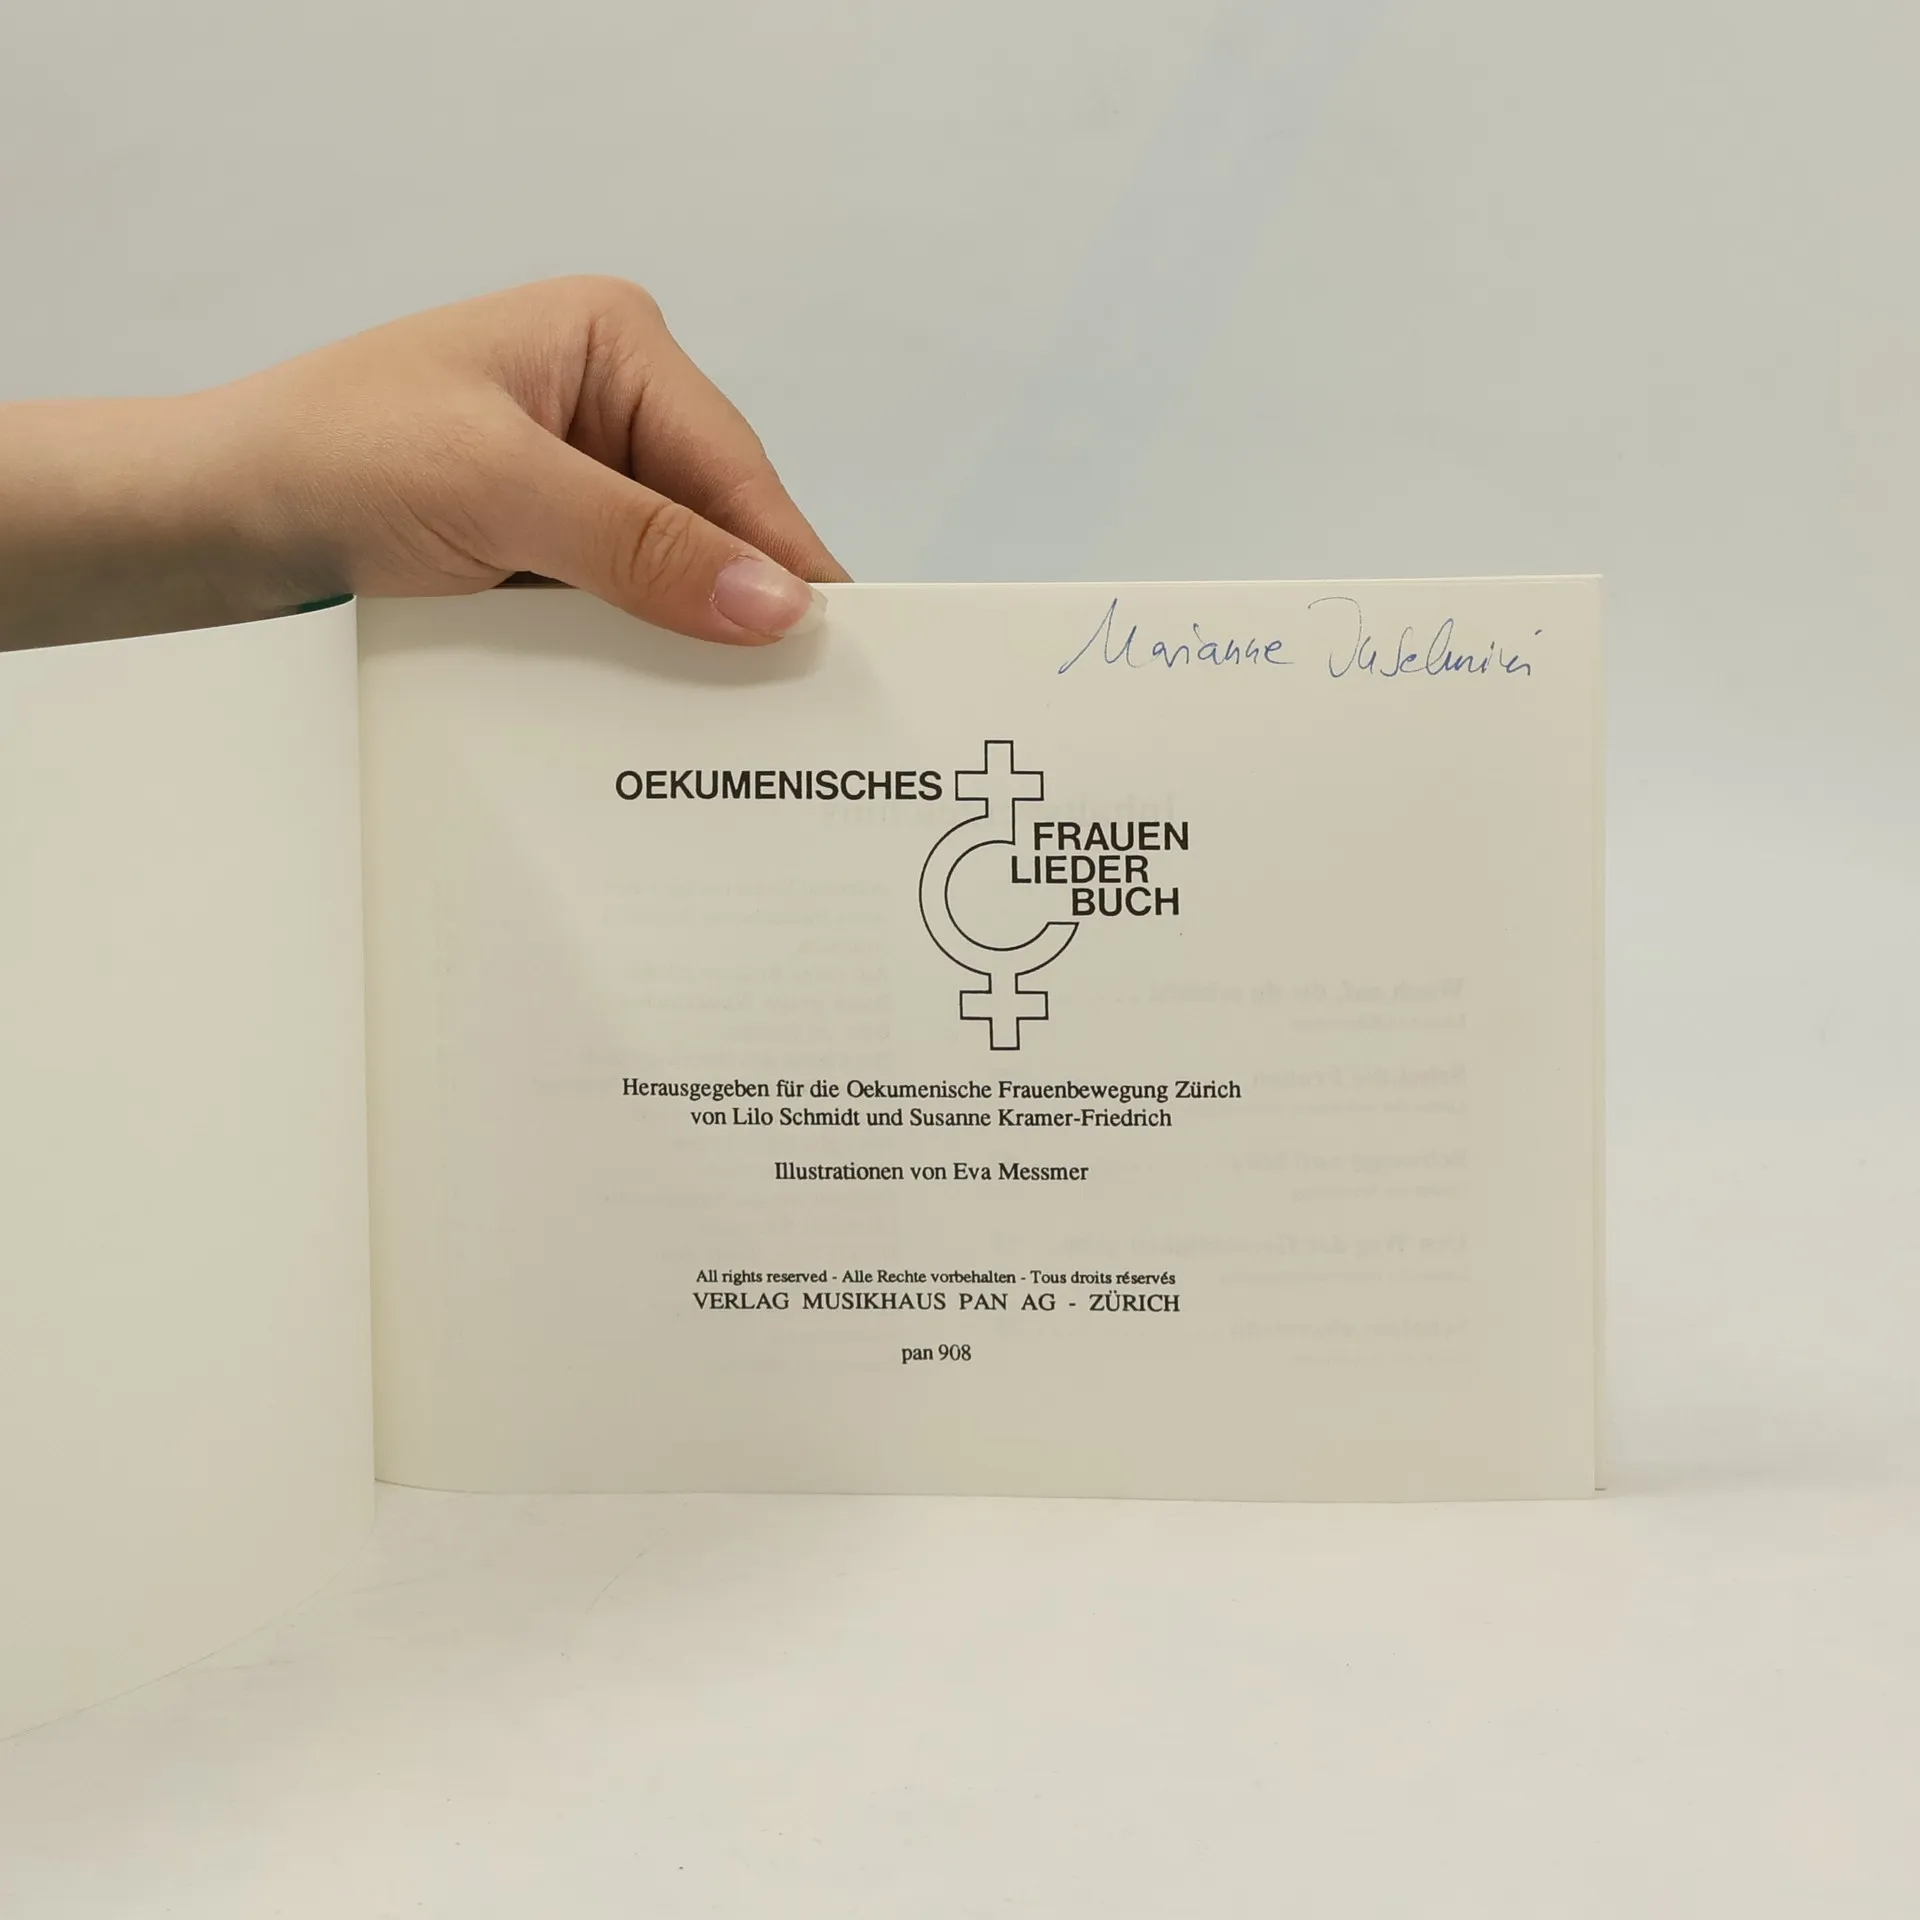 Marianne
OEKUMENISCHES
FRAUEN
LIEDER
BUCH
Herausgegeben für die Oekumenische Frauenbewegung Zürich
von Lilo Schmidt und Susanne Kramer-Friedrich
Illustrationen von Eva Messmer
All rights reserved - Alle Rechte vorbehalten - Tous droits réservés
VERLAG MUSIKHAUS PAN AG - ZÜRICH
pan 908